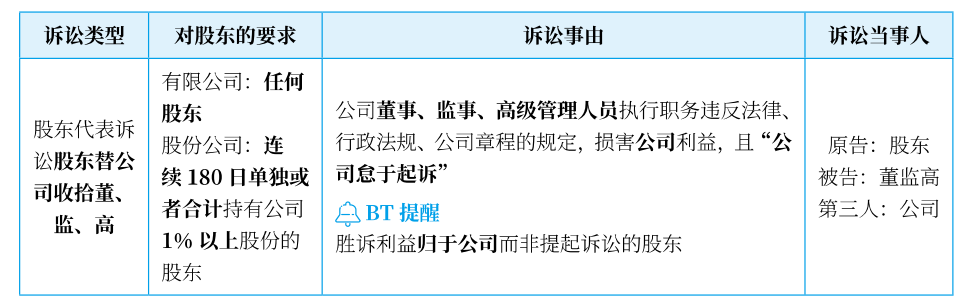 诉讼类型
对股东的要求
诉讼事由
诉讼当事人
股东代表诉
讼股东替公
司收拾董、
监、高
有限公司：任何
股东
股份公司：连
续 180 日单独或
者合计持有公司
1% 以上股份的
股东
公司董事、监事、高级管理人员执行职务违反法律、
行政法规、公司章程的规定，损害公司利益，且“公
司怠于起诉”
BT 提醒
胜诉利益归于公司而非提起诉讼的股东
原告：股东
被告：董监高
第三人：公司